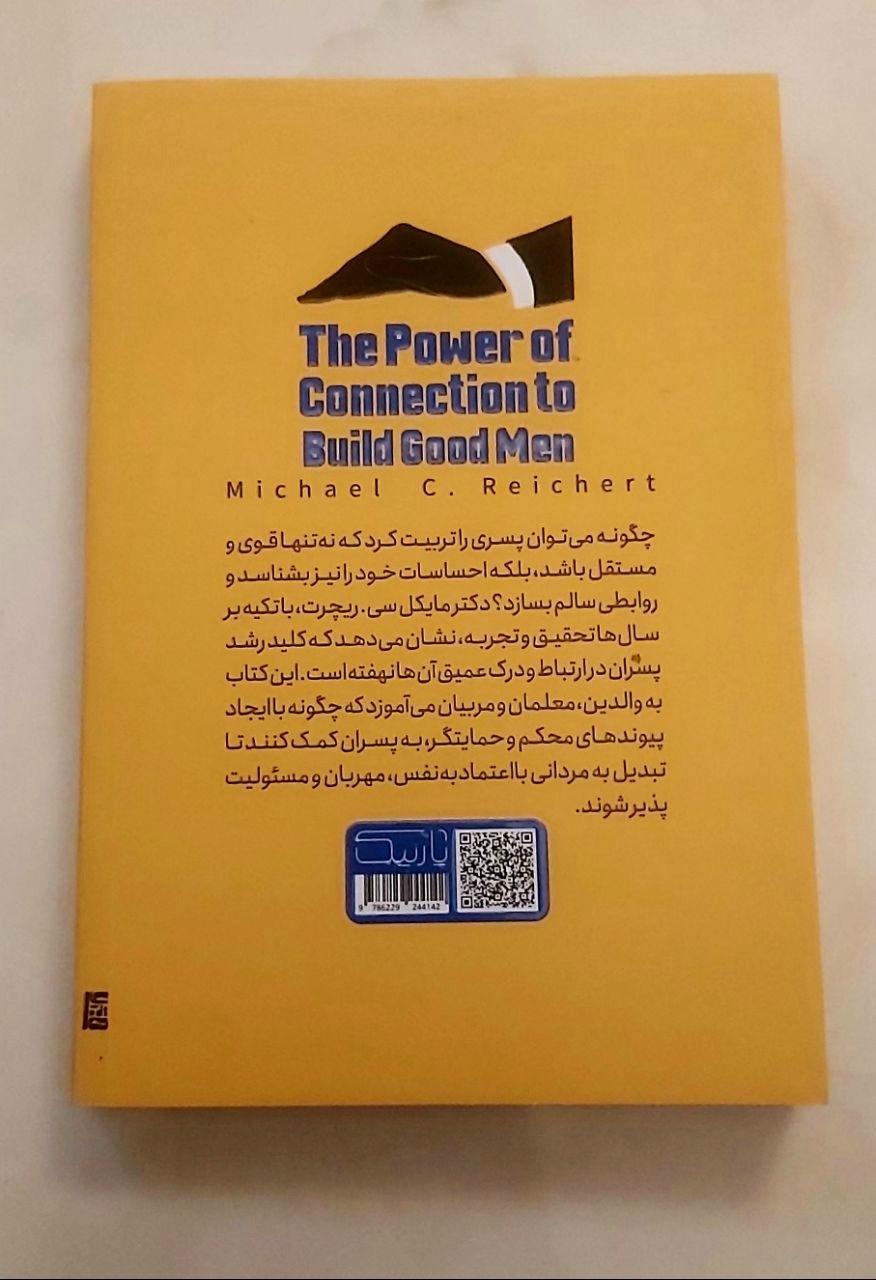 The Power of
Connection to
Build Good Men
Michael C. Reichert
چگونه می‌توان پسری را تربیت کرد که نه‌تنها قوی و
مستقل باشد، بلکه احساسات خود را نیز بشناسد و
روابطی سالم بسازد؟ دکتر مایکل سی. ریچرت، با تکیه بر
سال‌ها تحقیق و تجربه، نشان می‌دهد که کلید رشد
پسران در ارتباط و درک عمیق آن‌ها نهفته است. این کتاب
به والدین، معلمان و مربیان می‌آموزد که چگونه با ایجاد
پیوندهای محکم و حمایتگر، به پسران کمک کنند تا
تبدیل به مردانی با اعتماد به نفس، مهربان و مسئولیت
پذیر شوند.
9 786229 244142